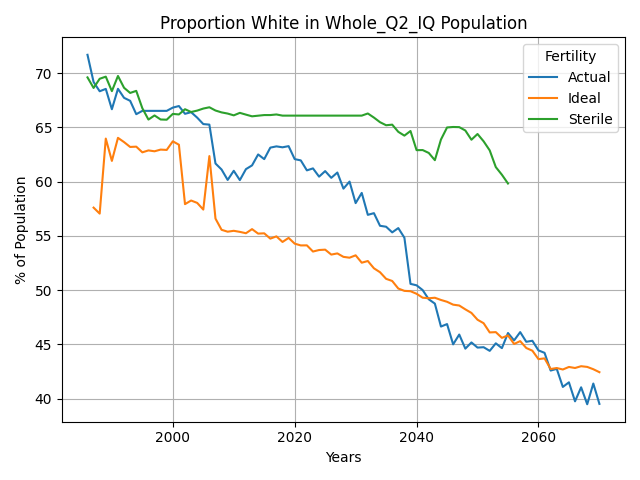 Proportion White in Whole_Q2_IQ Population
% of Population
70
65
60
55
50
45
40
Fertility
Actual
Ideal
Sterile
2000
2020
2040
2060
Years